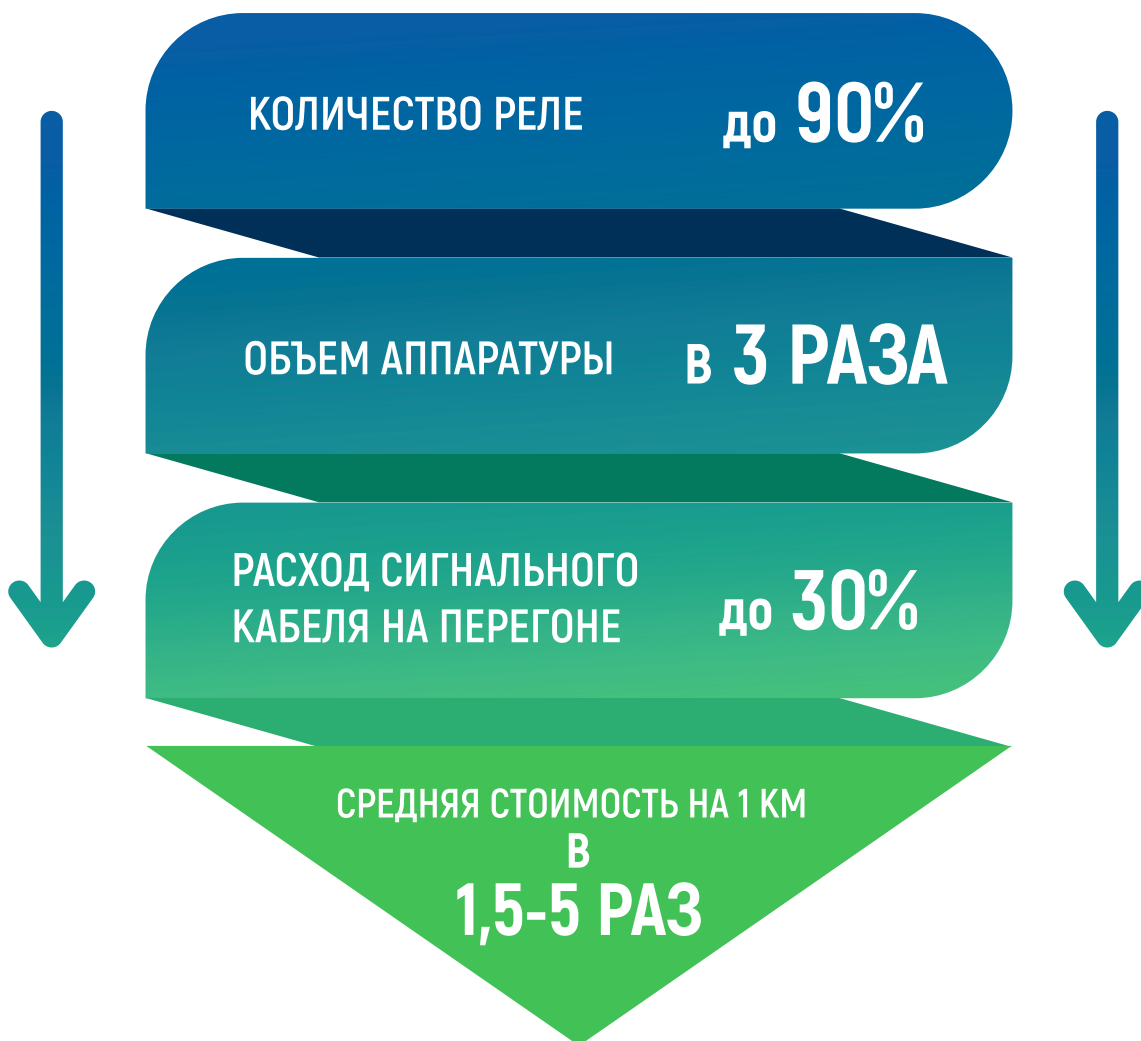 КОЛИЧЕСТВО РЕЛЕ до 90%
ОБЪЕМ АППАРАТУРЫ в 3 РАЗА
РАСХОД СИГНАЛЬНОГО
КАБЕЛЯ НА ПЕРЕГОНЕ до 30%
СРЕДНЯЯ СТОИМОСТЬ НА 1 КМ
В
1,5-5 РАЗ